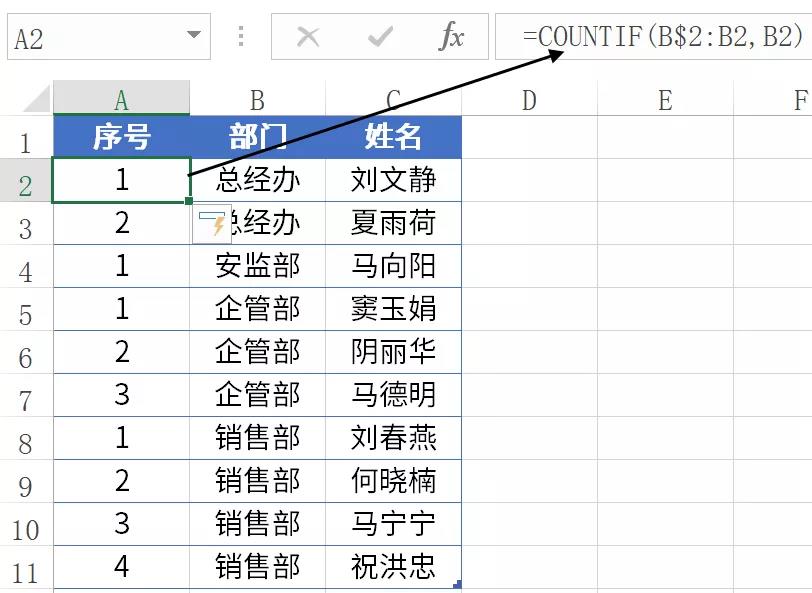 A2 fx =COUNTIF(B$2:B2,B2)
A B C D E F
1 序号 部门 姓名
2 1 总经办 刘文静
3 2 总经办 夏雨荷
4 1 安监部 马向阳
5 1 企管部 窦玉娟
6 2 企管部 阴丽华
7 3 企管部 马德明
8 1 销售部 刘春燕
9 2 销售部 何晓楠
10 3 销售部 马宁宁
11 4 销售部 祝洪忠